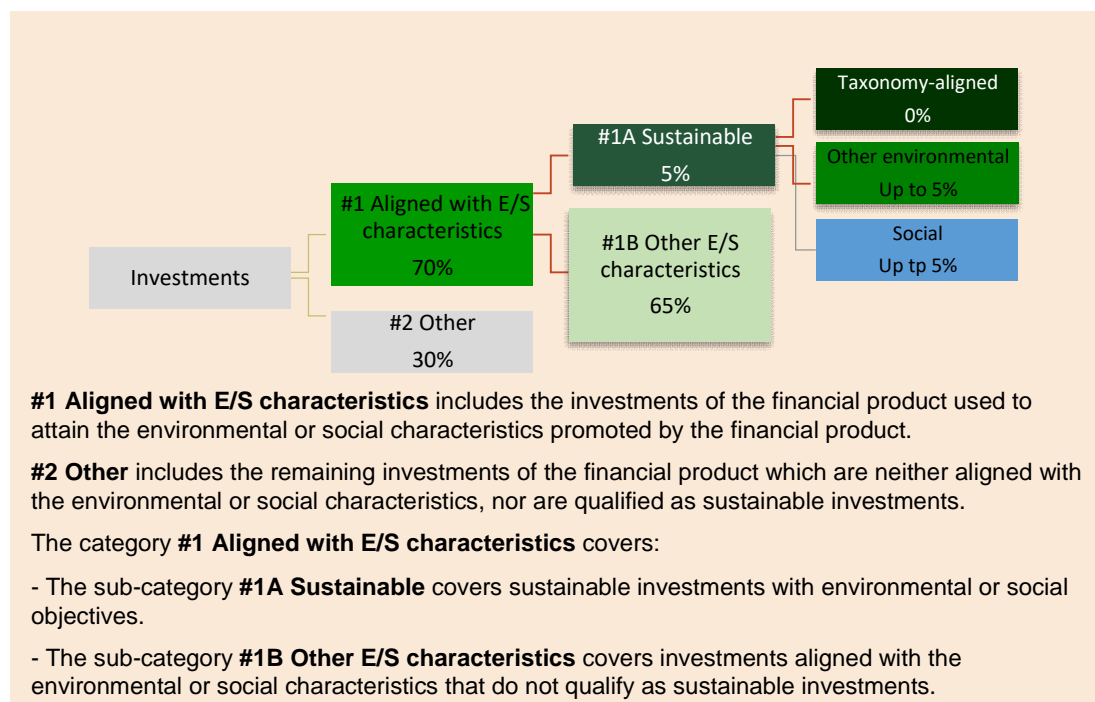 Taxonomy-aligned
0%
#1A Sustainable
5%
Other environmental
Up to 5%
#1 Aligned with E/S
characteristics
70%
#1B Other E/S
characteristics
65%
Social
Up tp 5%
Investments
#2 Other
30%
#1 Aligned with E/S characteristics includes the investments of the financial product used to
attain the environmental or social characteristics promoted by the financial product.
#2 Other includes the remaining investments of the financial product which are neither aligned with
the environmental or social characteristics, nor are qualified as sustainable investments.
The category #1 Aligned with E/S characteristics covers:
- The sub-category #1A Sustainable covers sustainable investments with environmental or social
objectives.
- The sub-category #1B Other E/S characteristics covers investments aligned with the
environmental or social characteristics that do not qualify as sustainable investments.